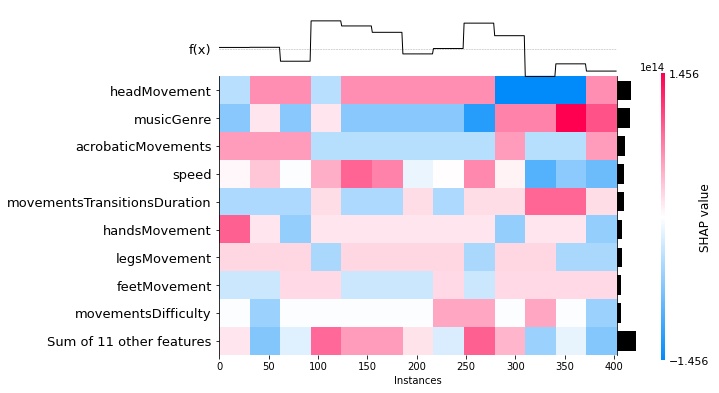 f(x)
1e14
1.456
headMovement
musicGenre
acrobaticMovements
speed
movementsTransitionsDuration
handsMovement
legsMovement
feetMovement
movementsDifficulty
Sum of 11 other features
SHAP value
−1.456
0 50 100 150 200 250 300 350 400
Instances